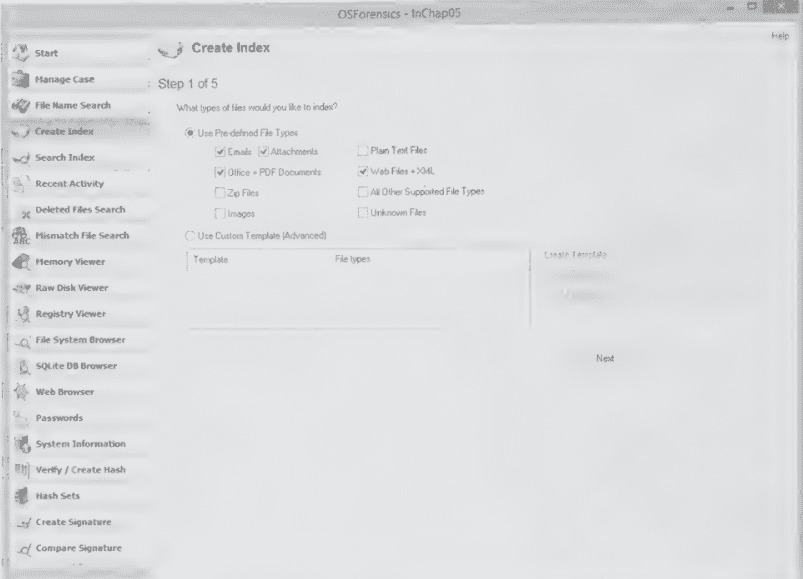 OSForensics - InChap05
Help
Start
Manage Case
File Name Search
Create Index
Search Index
Recent Activity
Deleted Files Search
Mismatch File Search
Memory Viewer
Raw Disk Viewer
Registry Viewer
File System Browser
SQLite DB Browser
Web Browser
Passwords
System Information
Verify / Create Hash
Hash Sets
Create Signature
Compare Signature
Create Index
Step 1 of 5
What types of files would you like to index?
Use Pre-defined File Types
Emails Attachments Plain Text Files
Office + PDF Documents Web Files + XML
Zip Files All Other Supported File Types
Images Unknown Files
Use Custom Template (Advanced)
Template File types
Create Template
Next